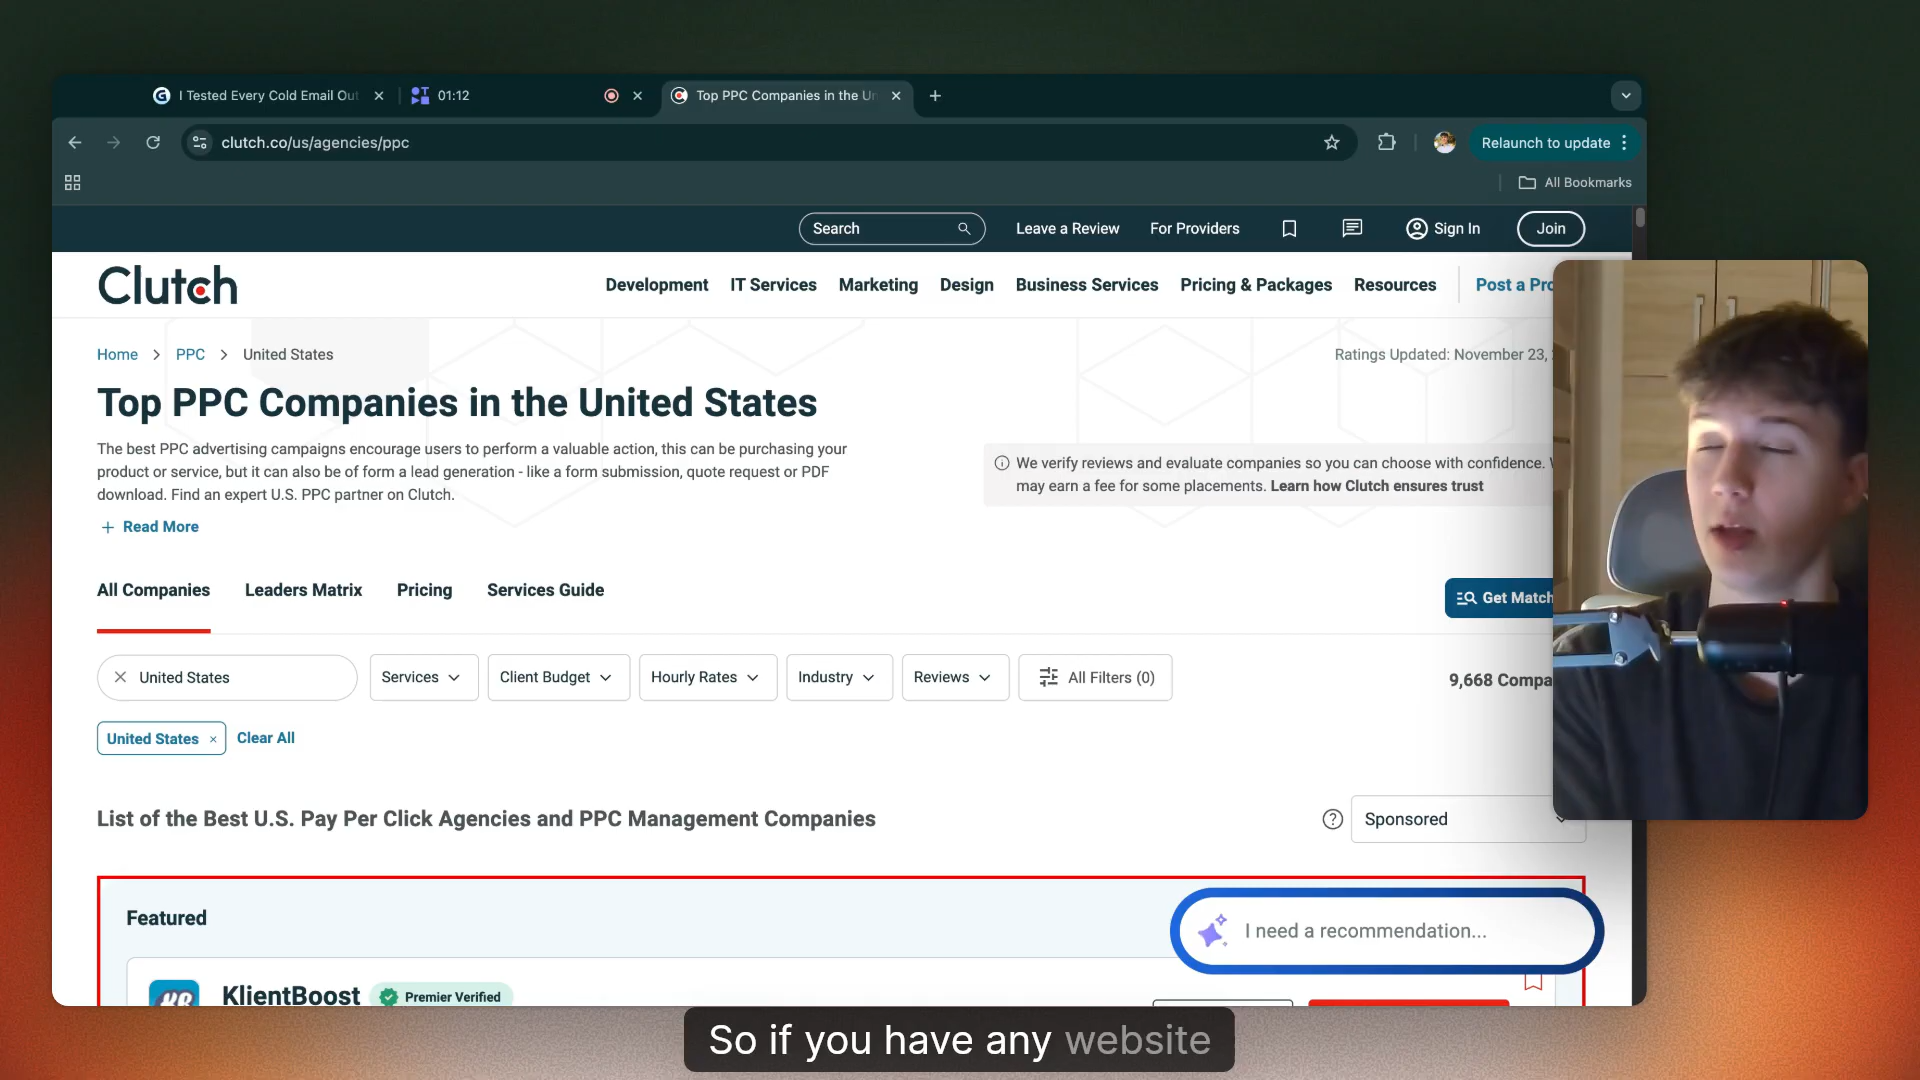 I Tested Every Cold Email Out
01:12
Top PPC Companies in the Un
clutch.co/us/agencies/ppc
Relaunch to update
All Bookmarks
Search
Leave a Review
For Providers
Sign In
Join
Clutch
Development
IT Services
Marketing
Design
Business Services
Pricing & Packages
Resources
Post a Pro
Home > PPC > United States
Ratings Updated: November 23,
Top PPC Companies in the United States
The best PPC advertising campaigns encourage users to perform a valuable action, this can be purchasing your
product or service, but it can also be of form a lead generation - like a form submission, quote request or PDF
download. Find an expert U.S. PPC partner on Clutch.
+ Read More
We verify reviews and evaluate companies so you can choose with confidence.
may earn a fee for some placements. Learn how Clutch ensures trust
All Companies
Leaders Matrix
Pricing
Services Guide
Get Match
United States
Services
Client Budget
Hourly Rates
Industry
Reviews
All Filters (0)
9,668 Compa
United States ×
Clear All
List of the Best U.S. Pay Per Click Agencies and PPC Management Companies
Sponsored
Featured
I need a recommendation...
KlientBoost
Premier Verified
So if you have any website